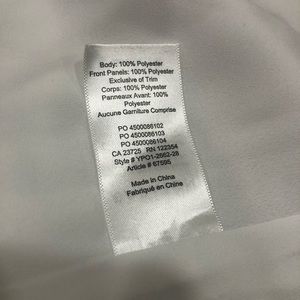 Body: 100% Polyester
Front Panels: 100% Polyester
Exclusive of Trim
Corps: 100% Polyester
Panneaux Avant: 100%
Polyester
Aucune Garniture Comprise
PO 4500086102
PO 4500086103
PO 4500086104
CA 23725 RN 122354
Style # YPO1-2662-28
Article # 67595
Made in China
Fabriqué en China